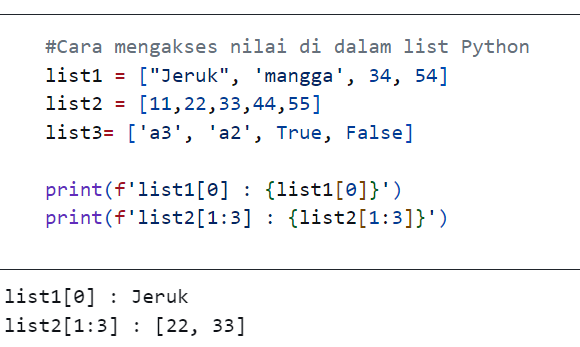 #Cara mengakses nilai di dalam list Python
list1 = ["Jeruk", 'mangga', 34, 54]
list2 = [11,22,33,44,55]
list3= ['a3', 'a2', True, False]
print(f'list1[0] : {list1[0]}')
print(f'list2[1:3] : {list2[1:3]}')
list1[0] : Jeruk
list2[1:3] : [22, 33]